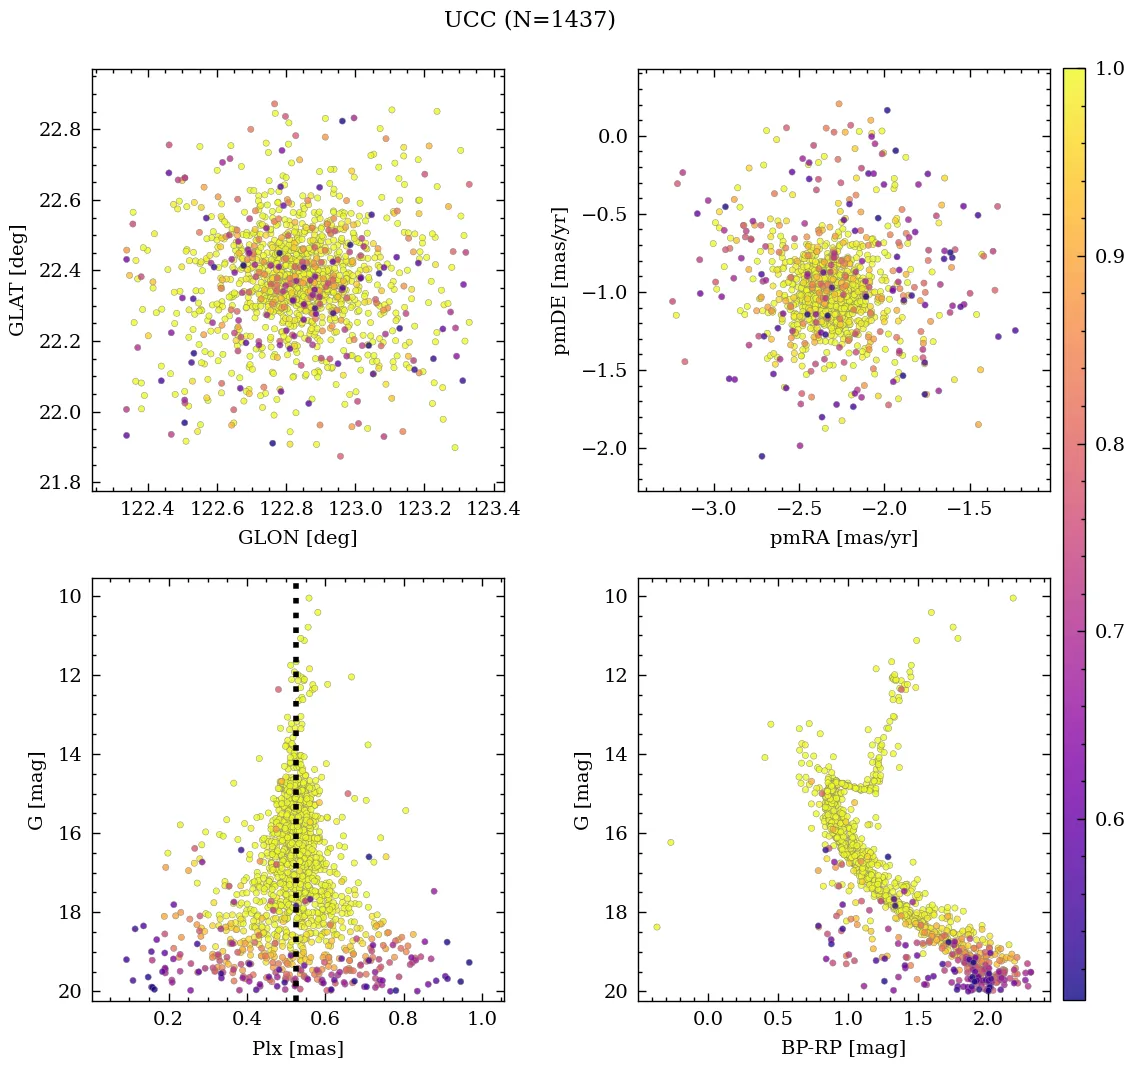 UCC (N=1437)
22.8
22.6
22.4
22.2
22.0
21.8
GLAT [deg]
122.4 122.6 122.8 123.0 123.2 123.4
GLON [deg]
0.0
−0.5
−1.0
−1.5
−2.0
pmDE [mas/yr]
−3.0 −2.5 −2.0 −1.5
pmRA [mas/yr]
10
12
14
16
18
20
G [mag]
0.2 0.4 0.6 0.8 1.0
Plx [mas]
10
12
14
16
18
20
G [mag]
0.0 0.5 1.0 1.5 2.0
BP-RP [mag]
1.0
0.9
0.8
0.7
0.6